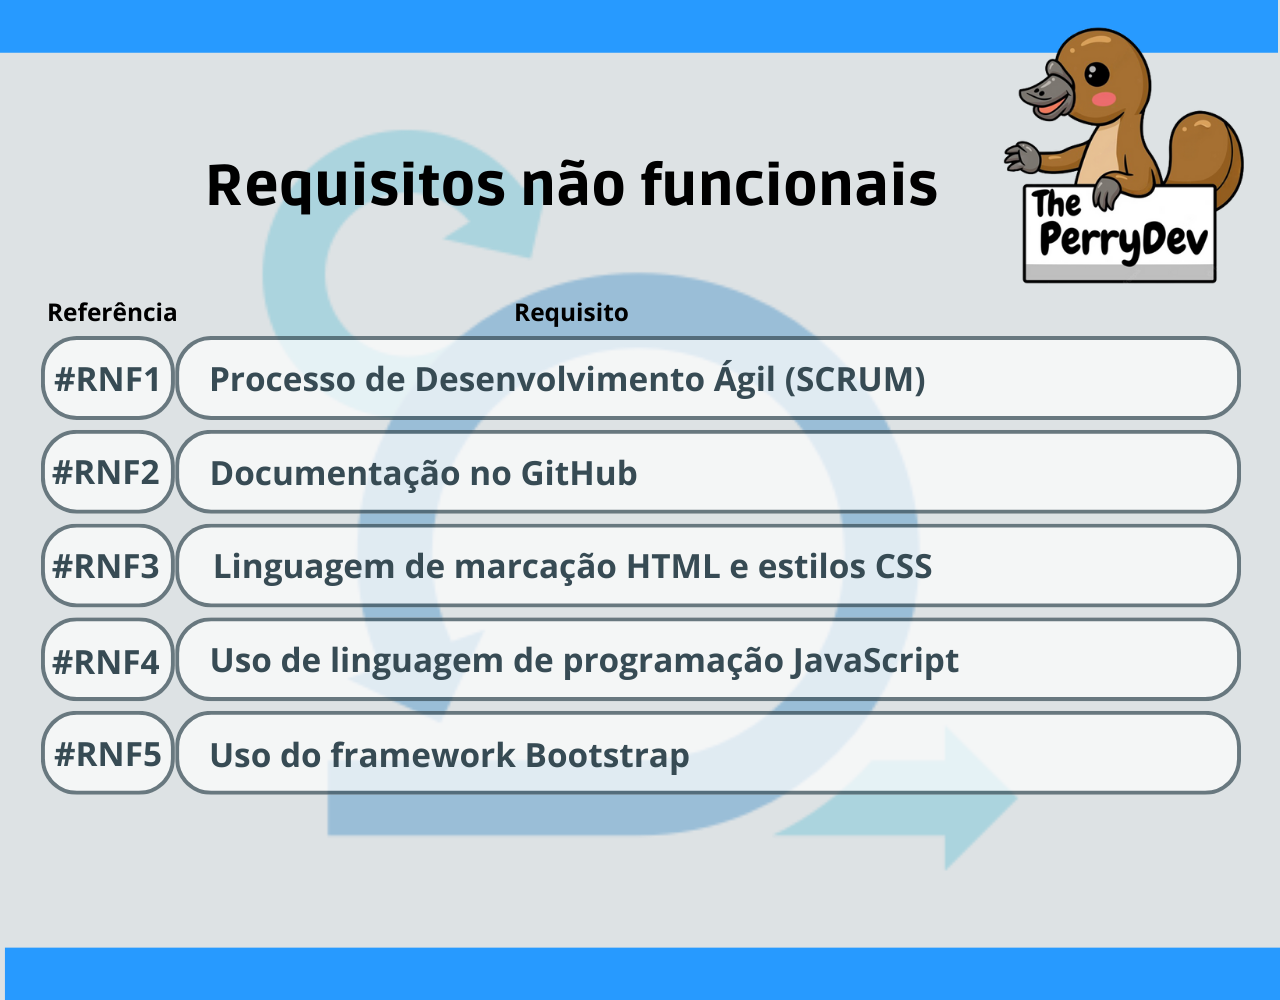 The
PerryDev
Requisitos não funcionais
Referência Requisito
#RNF1 Processo de Desenvolvimento Ágil (SCRUM)
#RNF2 Documentação no GitHub
#RNF3 Linguagem de marcação HTML e estilos CSS
#RNF4 Uso de linguagem de programação JavaScript
#RNF5 Uso do framework Bootstrap